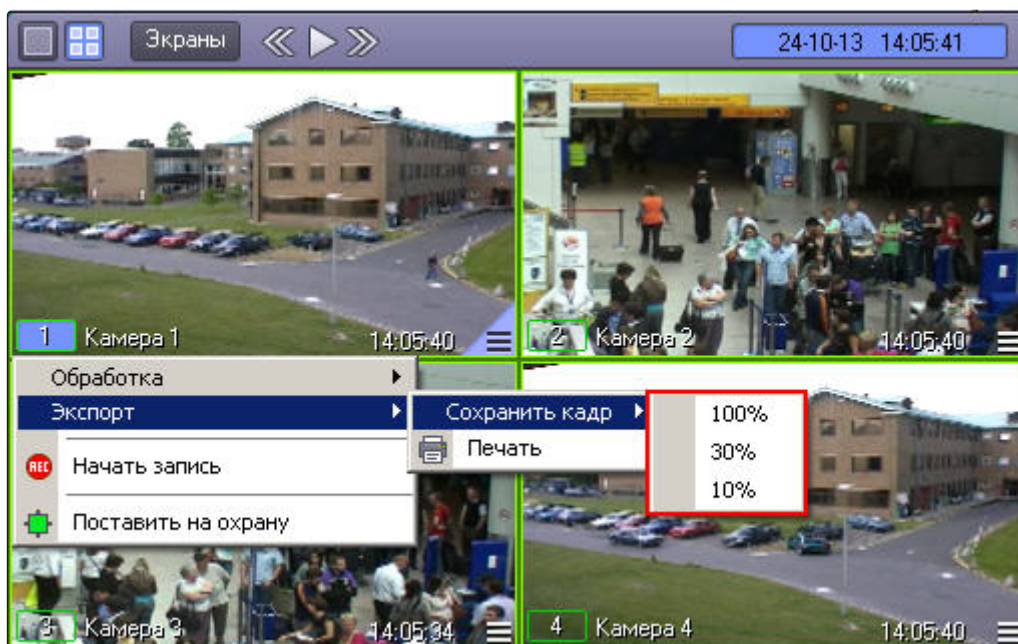 Экраны
24-10-13 14:05:41
1 Камера 1 14:05:40
2 Камера 2 14:05:40
Обработка
Экспорт
REC Начать запись
Поставить на охрану
Сохранить кадр
Печать
100%
30%
10%
3 Камера 3 14:05:34
4 Камера 4 14:05:40